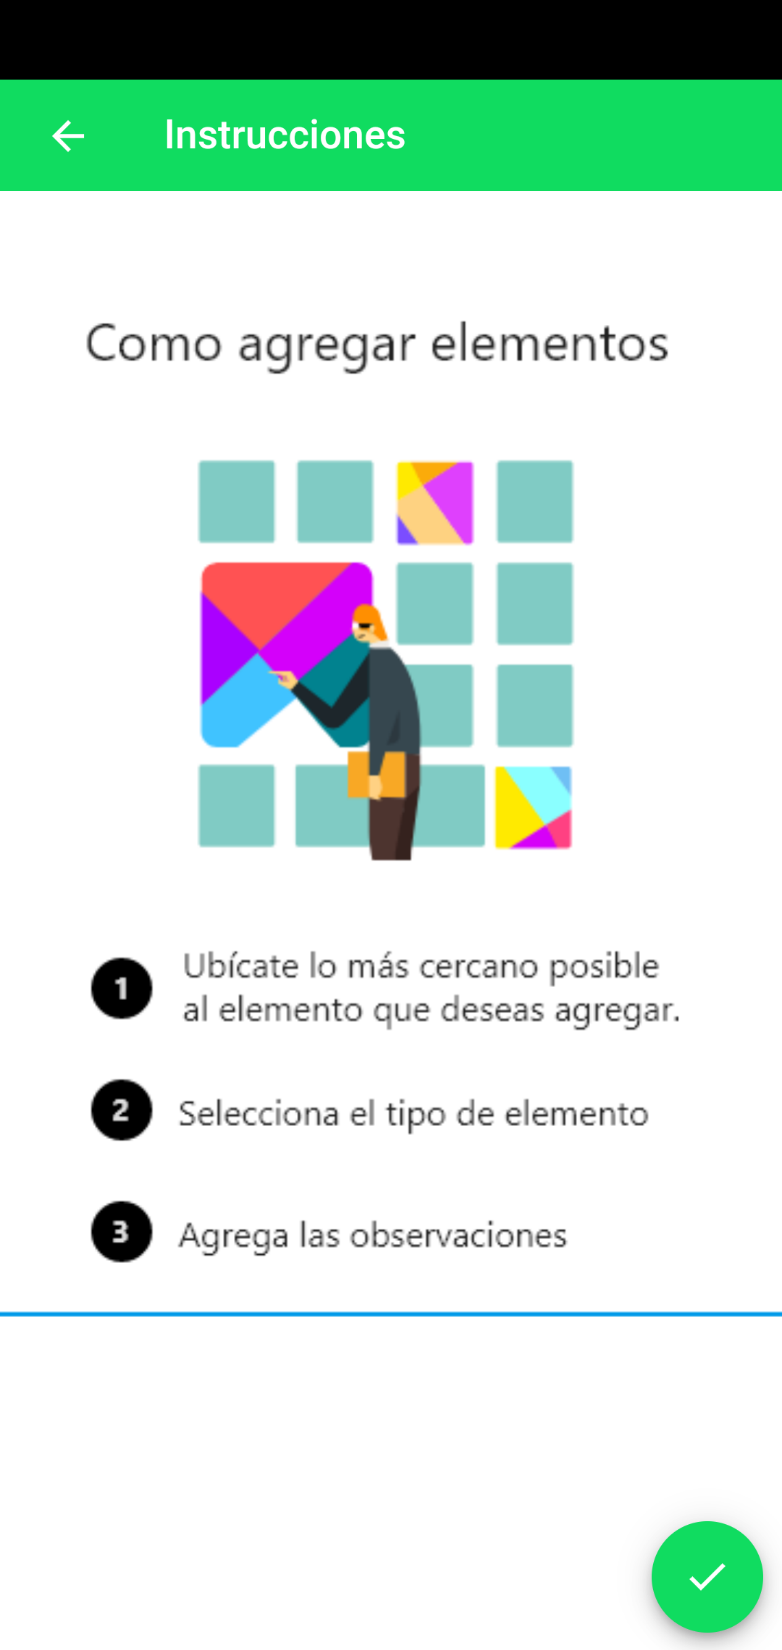 Instrucciones
Como agregar elementos
1
Ubícate lo más cercano posible
al elemento que deseas agregar.
2
Selecciona el tipo de elemento
3
Agrega las observaciones